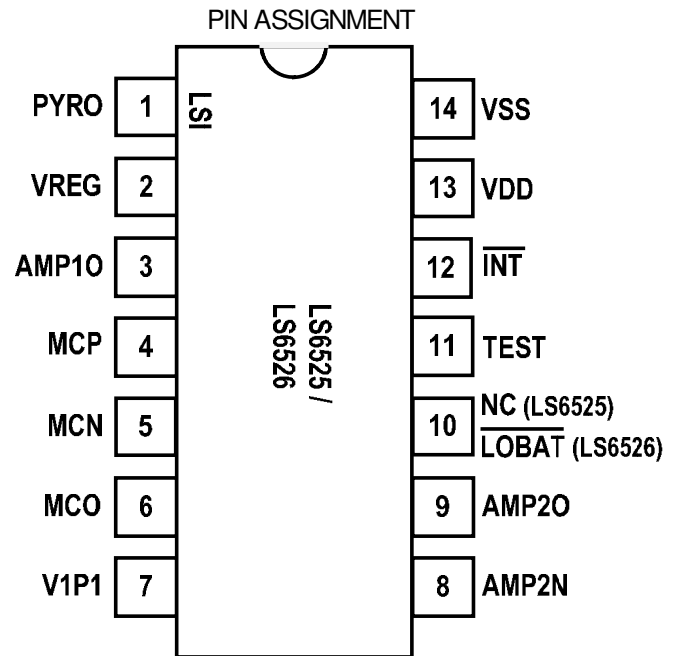 PIN ASSIGNMENT
LSI
PYRO 1
VREG 2
AMP1O 3
MCP 4
MCN 5
MCO 6
V1P1 7
LS6525 /
LS6526
14 VSS
13 VDD
12 INT
11 TEST
10 NC (LS6525)
LOBAT (LS6526)
9 AMP2O
8 AMP2N